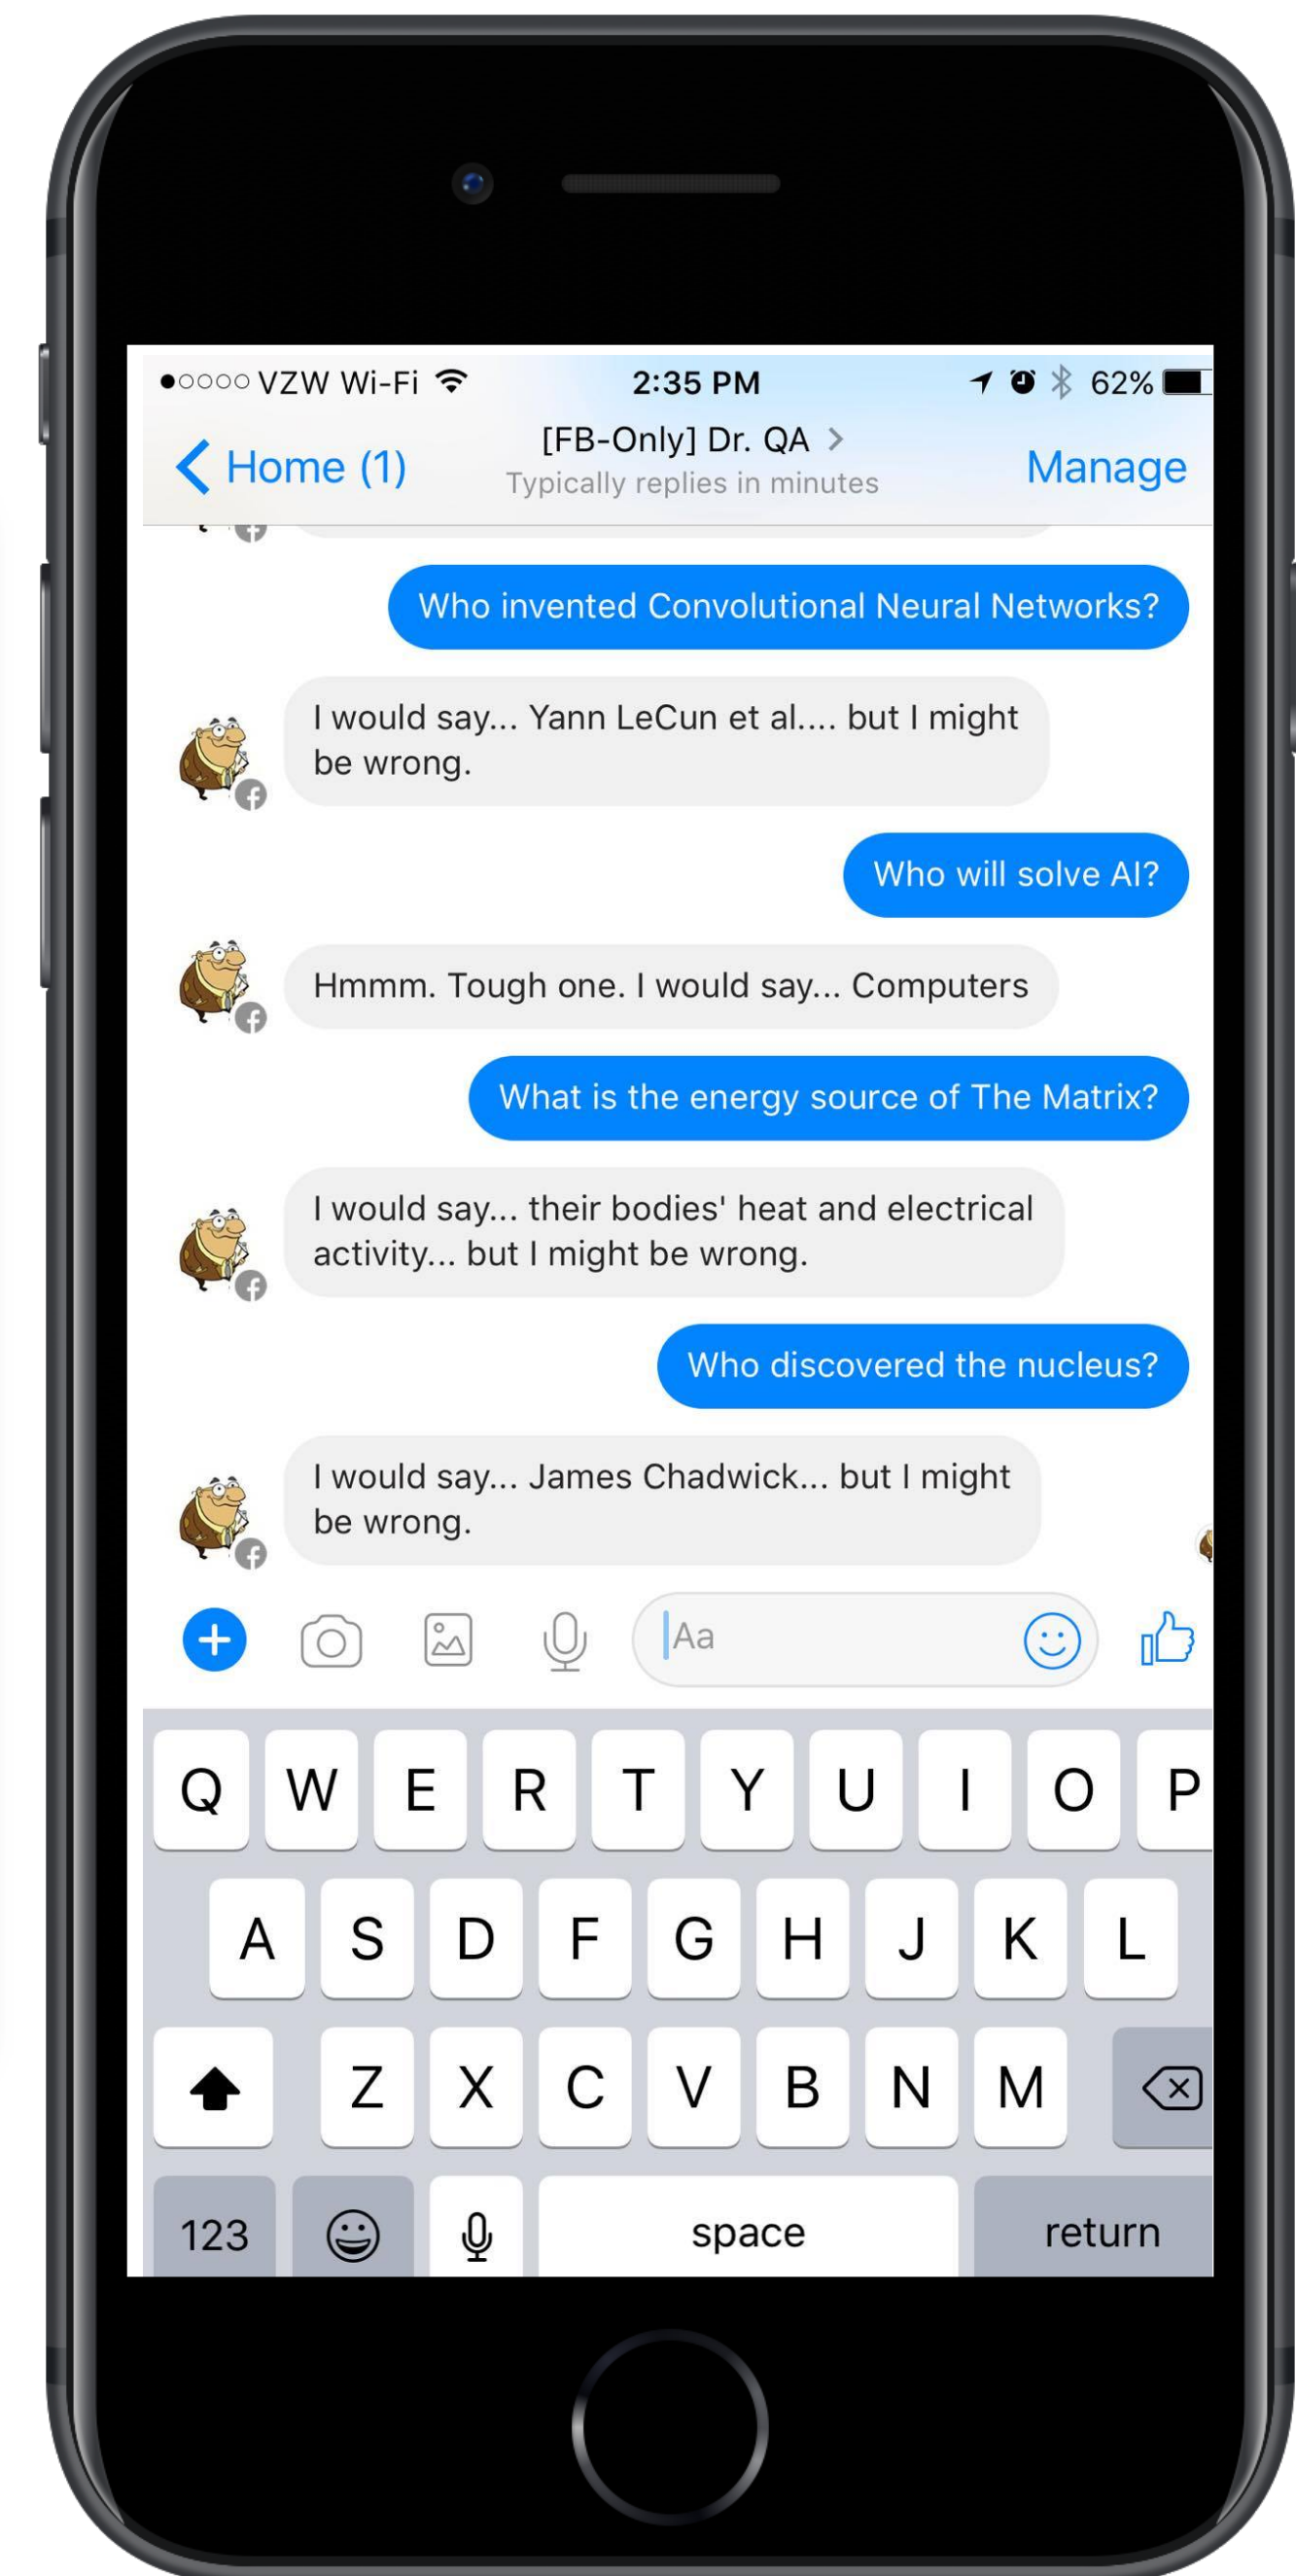 VZW Wi-Fi 2:35 PM 62%
Home (1) [FB-Only] Dr. QA Manage
Typically replies in minutes
Who invented Convolutional Neural Networks?
I would say... Yann LeCun et al.... but I might
be wrong.
Who will solve AI?
Hmmm. Tough one. I would say... Computers
What is the energy source of The Matrix?
I would say... their bodies' heat and electrical
activity... but I might be wrong.
Who discovered the nucleus?
I would say... James Chadwick... but I might
be wrong.
Aa
Q W E R T Y U I O P
A S D F G H J K L
Z X C V B N M
123 space return